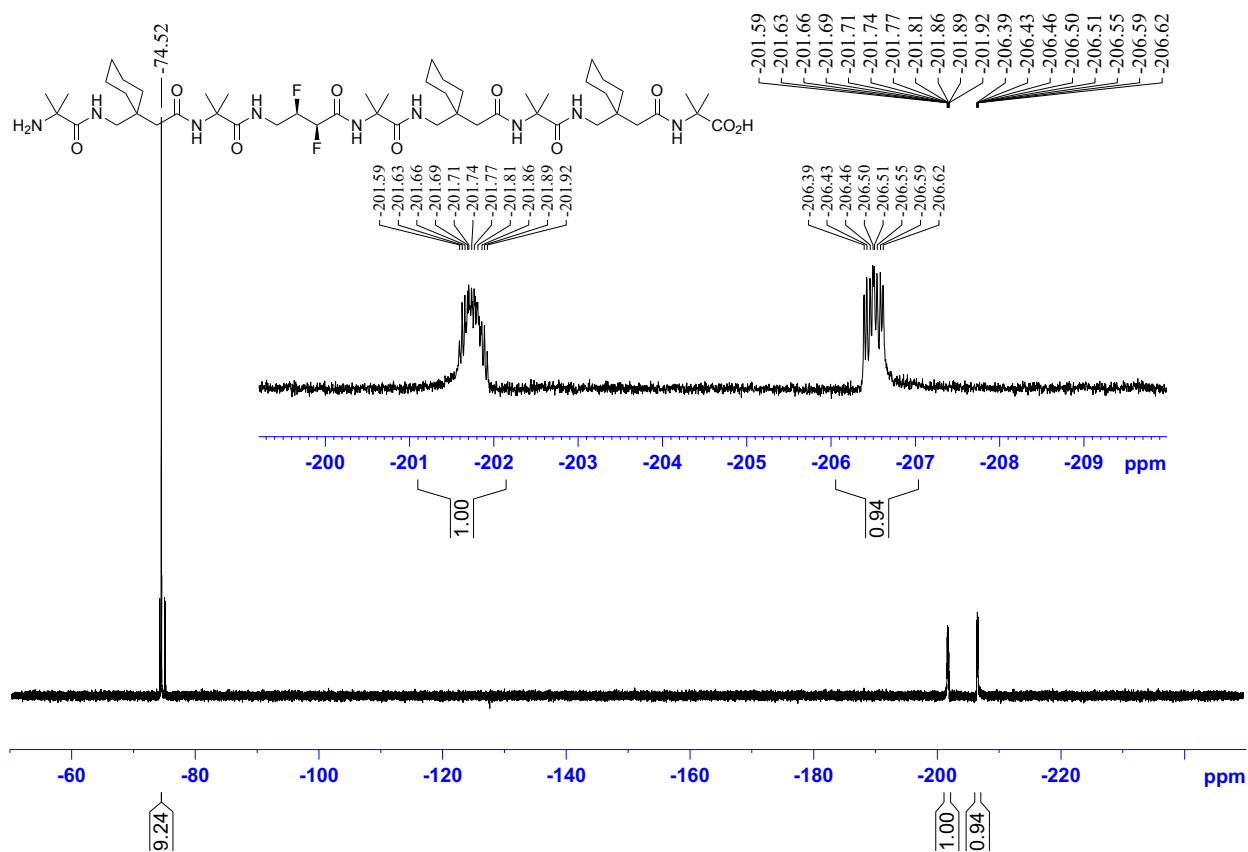 -74.52
-201.59
-201.63
-201.66
-201.69
-201.71
-201.74
-201.77
-201.81
-201.86
-201.89
-201.92
-206.39
-206.43
-206.46
-206.50
-206.51
-206.55
-206.59
-206.62
H2N
O
H
N
O
N
H
O
H
N
F
F
O
N
H
O
H
N
O
N
H
O
H
N
O
N
H
CO2H
-201.59
-201.63
-201.66
-201.69
-201.71
-201.74
-201.77
-201.81
-201.86
-201.89
-201.92
-206.39
-206.43
-206.46
-206.50
-206.51
-206.55
-206.59
-206.62
-200 -201 -202 -203 -204 -205 -206 -207 -208 -209 ppm
1.00 0.94
-60 -80 -100 -120 -140 -160 -180 -200 -220 ppm
9.24 1.00 0.94